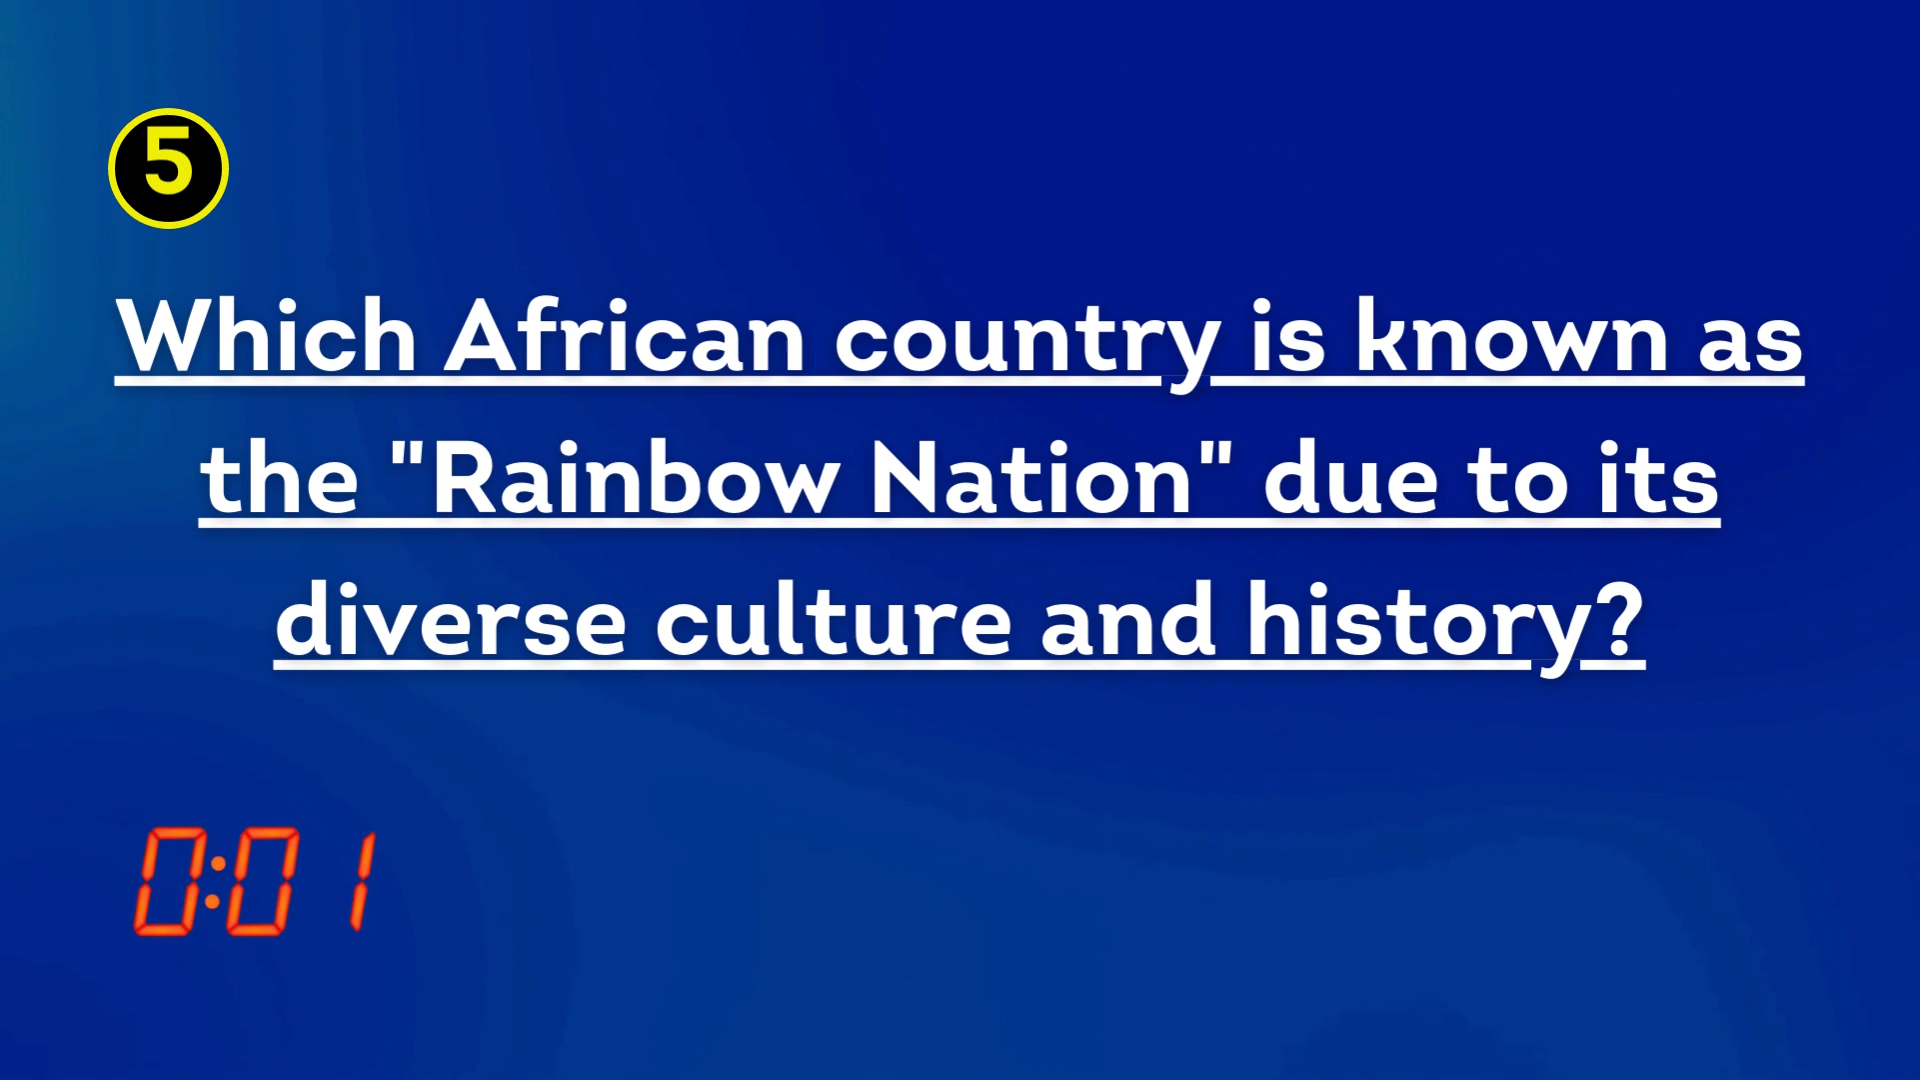 5
Which African country is known as
the "Rainbow Nation" due to its
diverse culture and history?
0:01